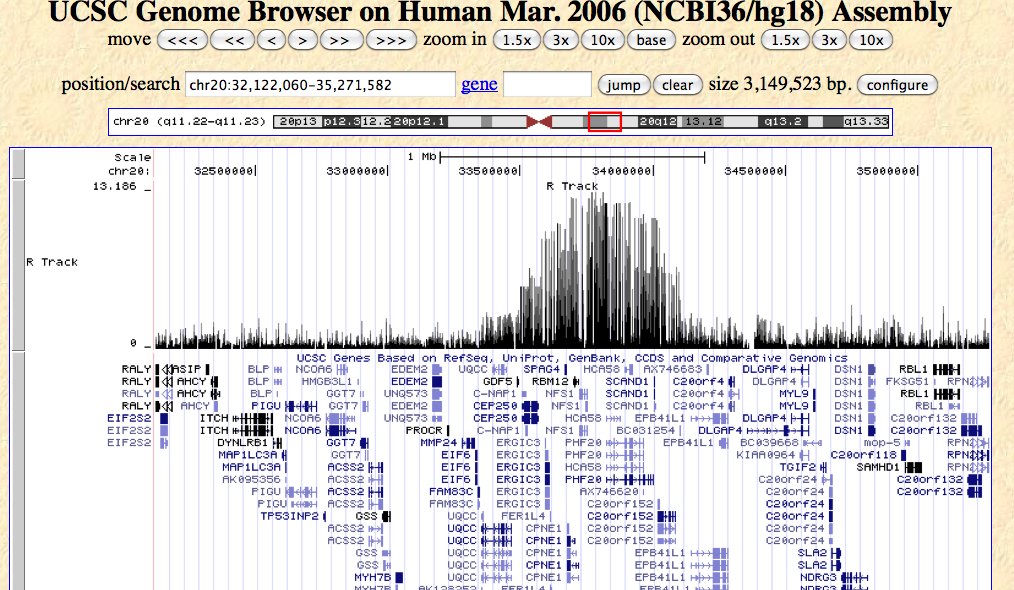 UCSC Genome Browser on Human Mar. 2006 (NCBI36/hg18) Assembly
move <<< << < > >> >>> zoom in 1.5x 3x 10x base zoom out 1.5x 3x 10x
position/search chr20:32,122,060-35,271,582 gene jump clear size 3,149,523 bp. configure
chr20 (q11.22-q11.23) 20p13 p12.3 12.2 20p12.1 20q12 13.12 q13.2 q13.33
Scale 1 Mb
chr20: 32500000 33000000 33500000 34000000 34500000 35000000
13.186 _ R Track
R Track
0 _
UCSC Genes Based on RefSeq, UniProt, GenBank, CCDS and Comparative Genomics
RALY ASIP BLP NCOA6 EDEM2 UQCC SPAG4 HCA58 AX746683 DLGAP4 DSN1 RBL1
RALY AHCY BLP HMGB3L1 EDEM2 GDF5 RBM12 SCAND1 C20orf4 DLGAP4 DSN1 FKSG51 RPN2
RALY AHCY BLP GGT7 UNQ573 C-NAP1 NFS1 SCAND1 C20orf4 MYL9 DSN1 RBL1 RPN2
RALY AHCY PIGU GGT7 EDEM2 CEP250 NFS1 SCAND1 C20orf4 MYL9 DSN1 RBL1
EIF2S2 ITCH NCOA6 UNQ573 CEP250 HCA58 EPB41L1 DLGAP4 DSN1 C20orf132
EIF2S2 ITCH NCOA6 PROCR C-NAP1 NFS1 BC031254 DLGAP4 DSN1 C20orf132
EIF2S2 DYNLRB1 GGT7 MMP24 ERGIC3 PHF20 EPB41L1 BC039668 mop-5 RPN2
MAP1LC3A GGT7 EIF6 ERGIC3 PHF20 KIAA0964 C20orf118 RPN2
MAP1LC3A ACSS2 EIF6 ERGIC3 HCA58 TGIF2 SAMHD1 RPN2
AK095356 ACSS2 EIF6 ERGIC3 PHF20 C20orf24 C20orf132
PIGU ACSS2 FAM83C ERGIC3 AX746620 C20orf24 C20orf132
PIGU ACSS2 FAM83C ERGIC3 C20orf152 C20orf24
TP53INP2 GSS UQCC FER1L4 C20orf152 C20orf24
ACSS2 UQCC CPNE1 C20orf152 C20orf24
ACSS2 UQCC CPNE1 C20orf152 C20orf24
GSS UQCC CPNE1 EPB41L1 SLA2
GSS UQCC CPNE1 EPB41L1 SLA2
MYH7B UQCC CPNE1 EPB41L1 NDRG3
MYH7B FER1L4 EPB41L1 NDRG3